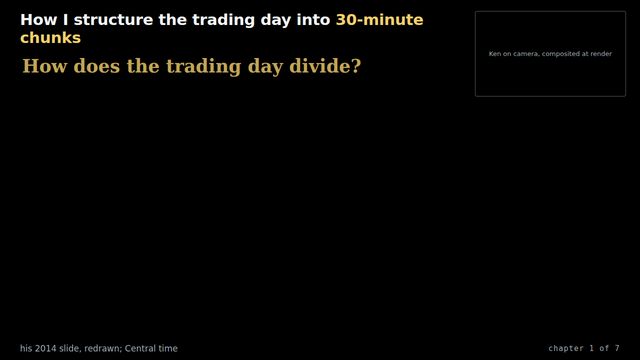 How I structure the trading day into 30-minute
chunks
How does the trading day divide?
Ken on camera, composited at render
his 2014 slide, redrawn; Central time
chapter 1 of 7